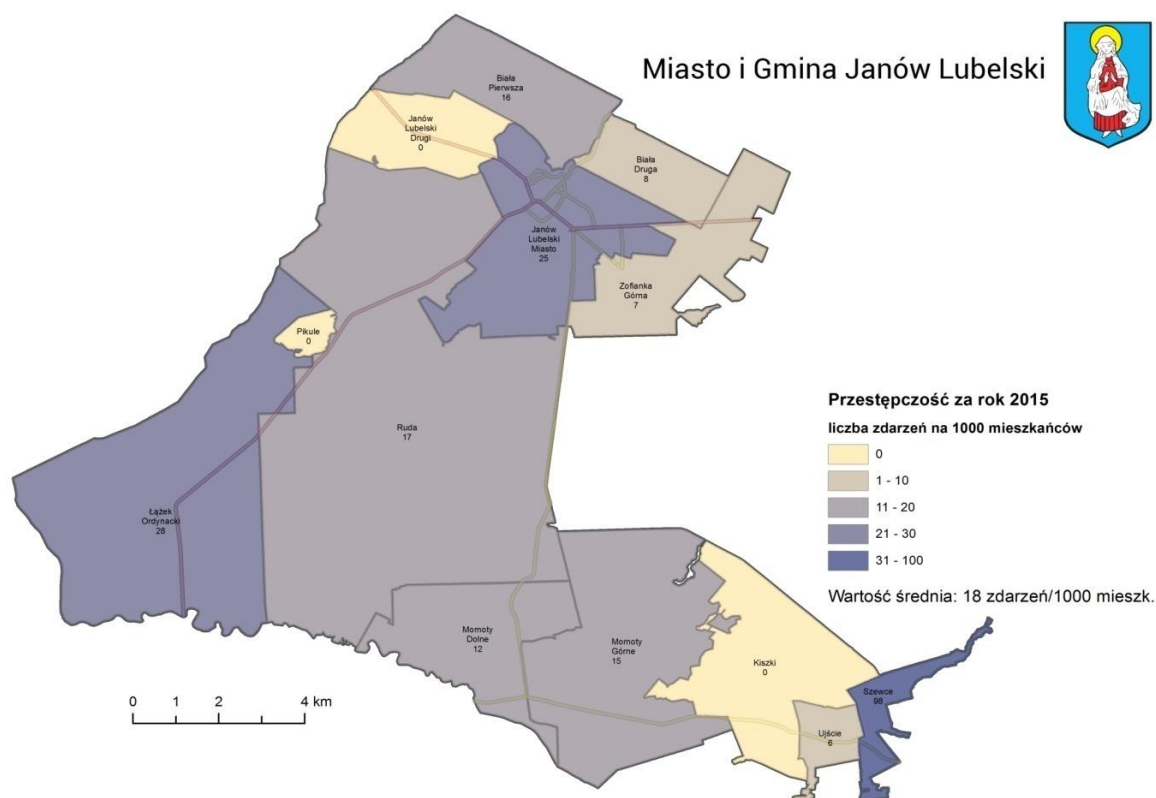 Miasto i Gmina Janów Lubelski
Biała
Pierwsza
16
Janów
Lubelski
Drugi
0
Biała
Druga
8
Janów
Lubelski
Miasto
25
Zofianka
Górna
7
Pikule
0
Ruda
17
Łążek
Ordynacki
28
Momoty
Dolne
12
Momoty
Górne
15
Kiszki
0
Szewce
98
Ujście
6
Przestępczość za rok 2015
liczba zdarzeń na 1000 mieszkańców
0
1 - 10
11 - 20
21 - 30
31 - 100
Wartość średnia: 18 zdarzeń/1000 mieszk.
0 1 2 4 km